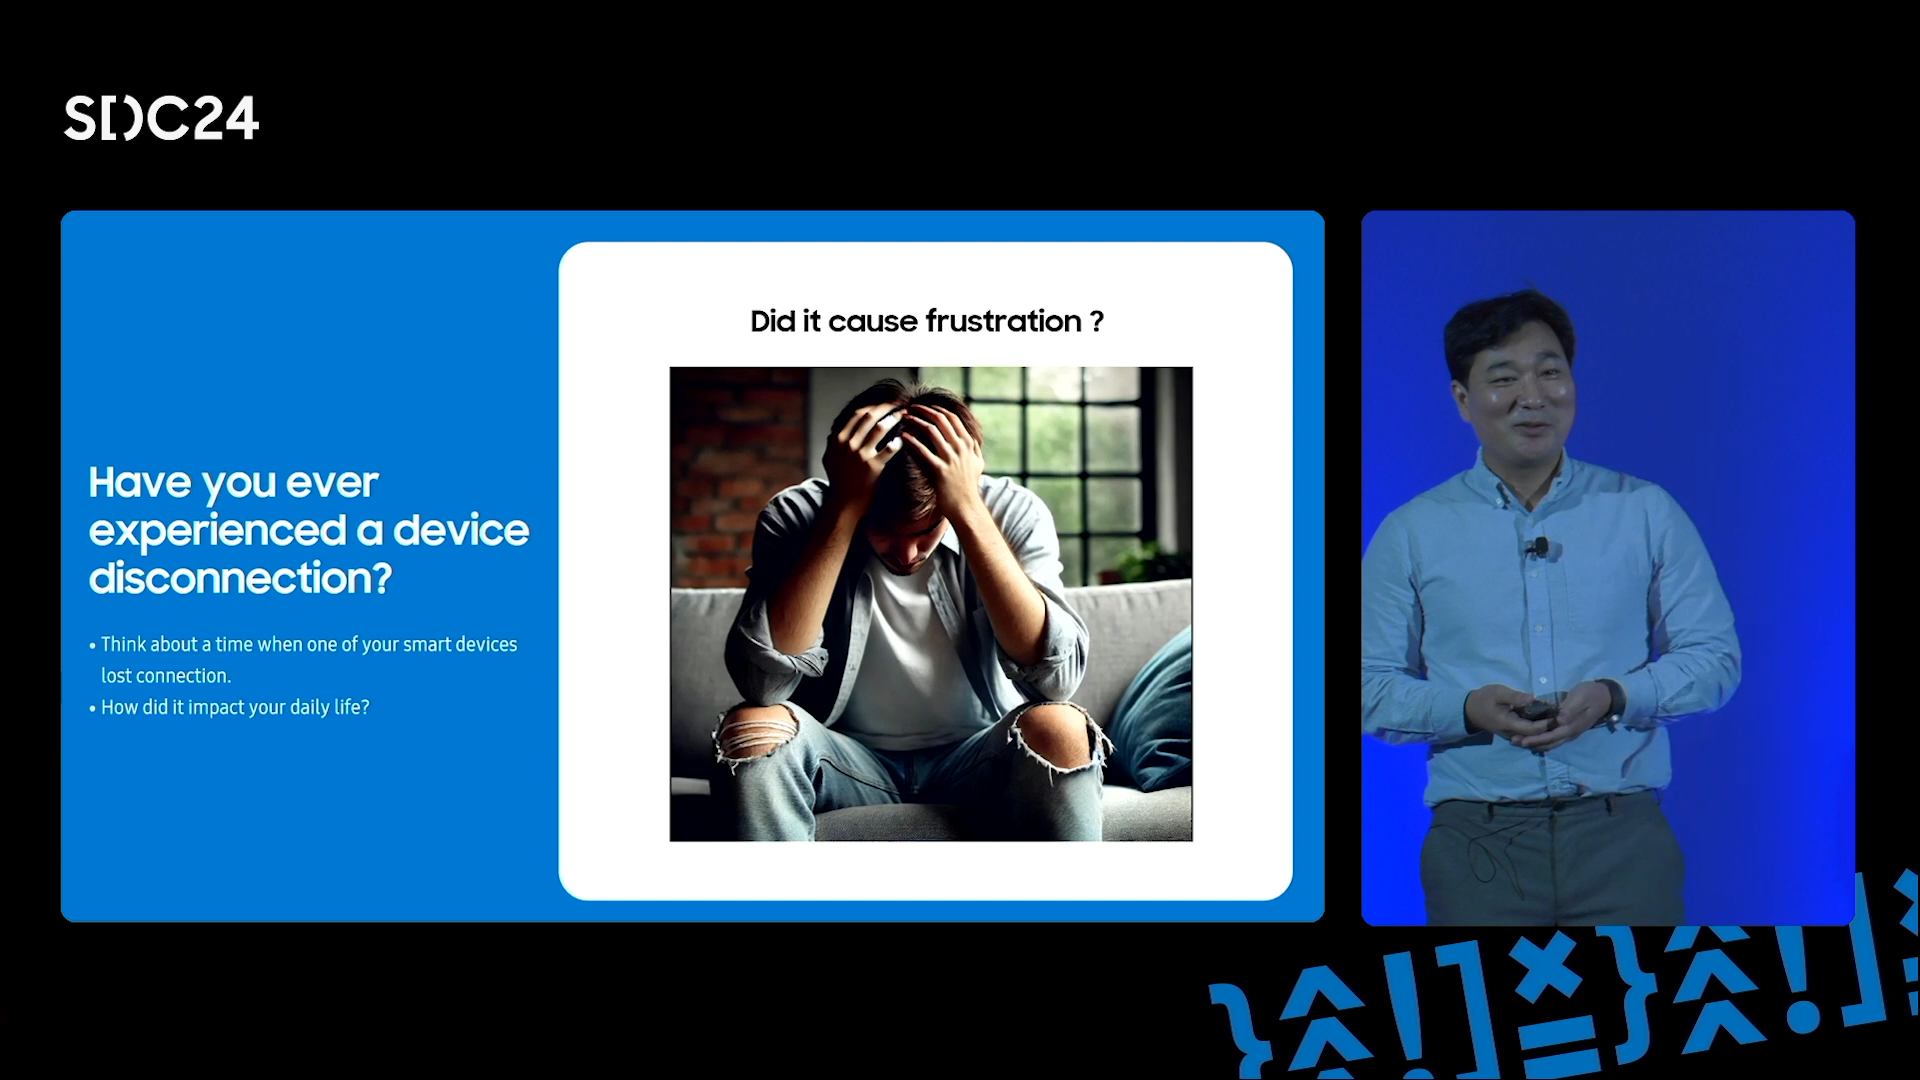 SDC24
Have you ever
experienced a device
disconnection?
• Think about a time when one of your smart devices
lost connection.
• How did it impact your daily life?
Did it cause frustration ?